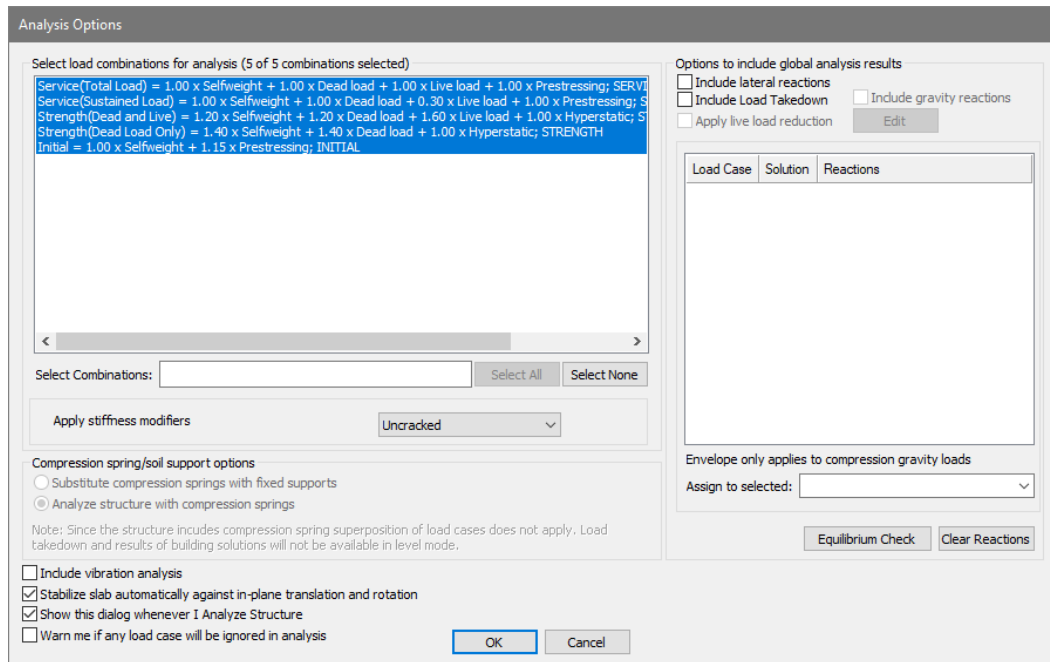 Analysis Options
Select load combinations for analysis (5 of 5 combinations selected)
Service(Total Load) = 1.00 x Selfweight + 1.00 x Dead load + 1.00 x Live load + 1.00 x Prestressing; SERVI
Service(Sustained Load) = 1.00 x Selfweight + 1.00 x Dead load + 0.30 x Live load + 1.00 x Prestressing; S
Strength(Dead and Live) = 1.20 x Selfweight + 1.20 x Dead load + 1.60 x Live load + 1.00 x Hyperstatic; ST
Strength(Dead Load Only) = 1.40 x Selfweight + 1.40 x Dead load + 1.00 x Hyperstatic; STRENGTH
Initial = 1.00 x Selfweight + 1.15 x Prestressing; INITIAL
Select Combinations:
Select All
Select None
Apply stiffness modifiers
Uncracked
Compression spring/soil support options
Substitute compression springs with fixed supports
Analyze structure with compression springs
Note: Since the structure incudes compression spring superposition of load cases does not apply. Load
takedown and results of building solutions will not be available in level mode.
Include vibration analysis
Stabilize slab automatically against in-plane translation and rotation
Show this dialog whenever I Analyze Structure
Warn me if any load case will be ignored in analysis
OK
Cancel
Options to include global analysis results
Include lateral reactions
Include Load Takedown
Include gravity reactions
Apply live load reduction
Edit
Load Case
Solution
Reactions
Envelope only applies to compression gravity loads
Assign to selected:
Equilibrium Check
Clear Reactions